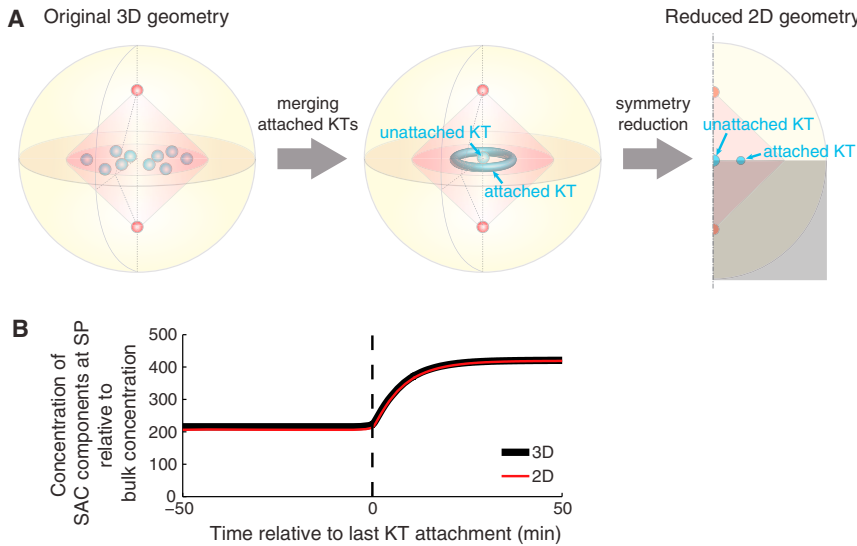 A
Original 3D geometry
Reduced 2D geometry
merging
attached KTs
unattached KT
attached KT
symmetry
reduction
unattached KT
attached KT
B
Concentration of
SAC components at SP
relative to
bulk concentration
500
400
300
200
100
0
−50
0
50
3D
2D
Time relative to last KT attachment (min)